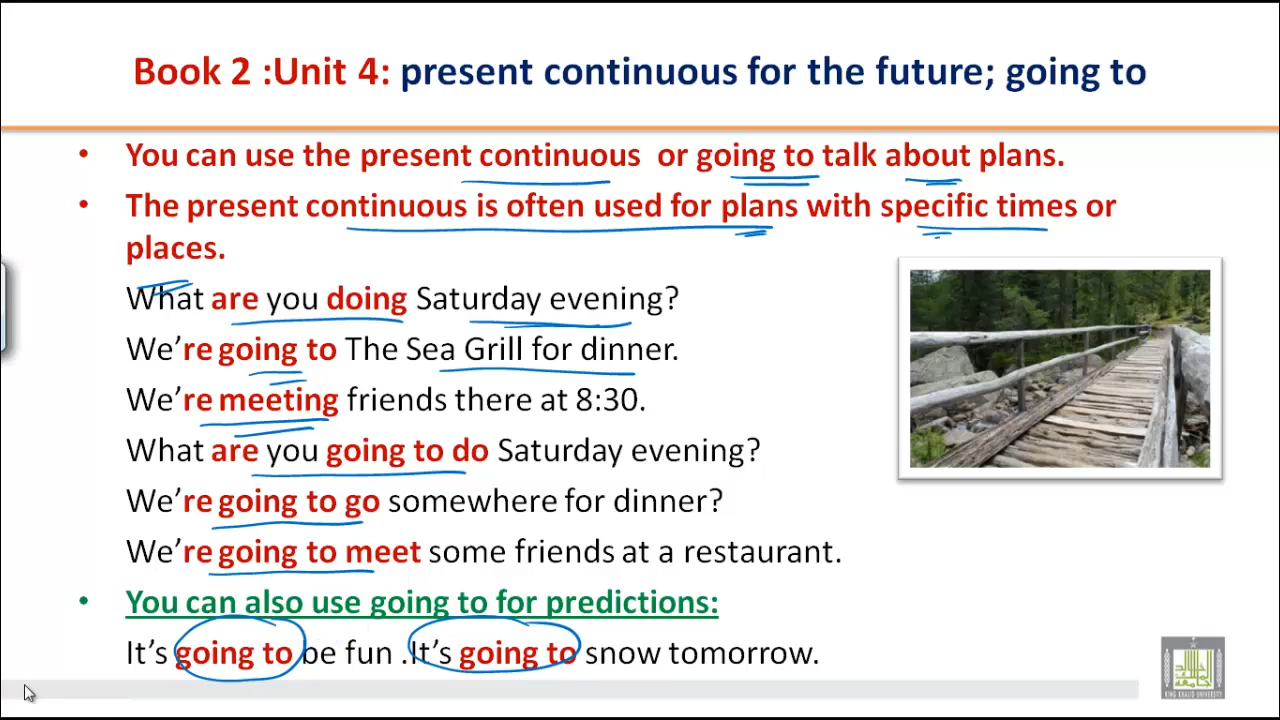 Book 2 :Unit 4: present continuous for the future; going to
• You can use the present continuous or going to talk about plans.
• The present continuous is often used for plans with specific times or
places.
What are you doing Saturday evening?
We’re going to The Sea Grill for dinner.
We’re meeting friends there at 8:30.
What are you going to do Saturday evening?
We’re going to go somewhere for dinner?
We’re going to meet some friends at a restaurant.
• You can also use going to for predictions:
It’s going to be fun .It’s going to snow tomorrow.
KING KHALID UNIVERSITY